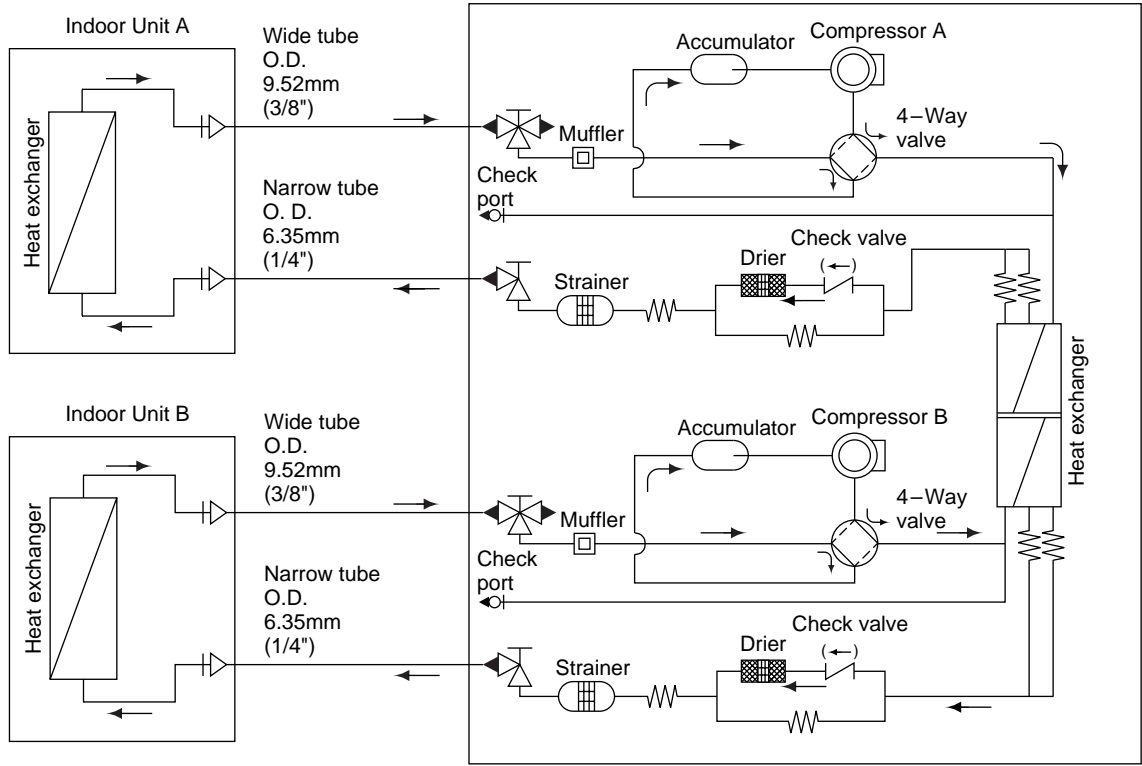 Indoor Unit A
Heat exchanger
Wide tube
O.D.
9.52mm
(3/8")
Narrow tube
O. D.
6.35mm
(1/4")
Accumulator
Compressor A
4-Way
valve
Muffler
Check
port
Check valve
(←)
Drier
Strainer
Heat exchanger
Indoor Unit B
Heat exchanger
Wide tube
O.D.
9.52mm
(3/8")
Narrow tube
O.D.
6.35mm
(1/4")
Accumulator
Compressor B
4-Way
valve
Muffler
Check
port
Check valve
(←)
Drier
Strainer